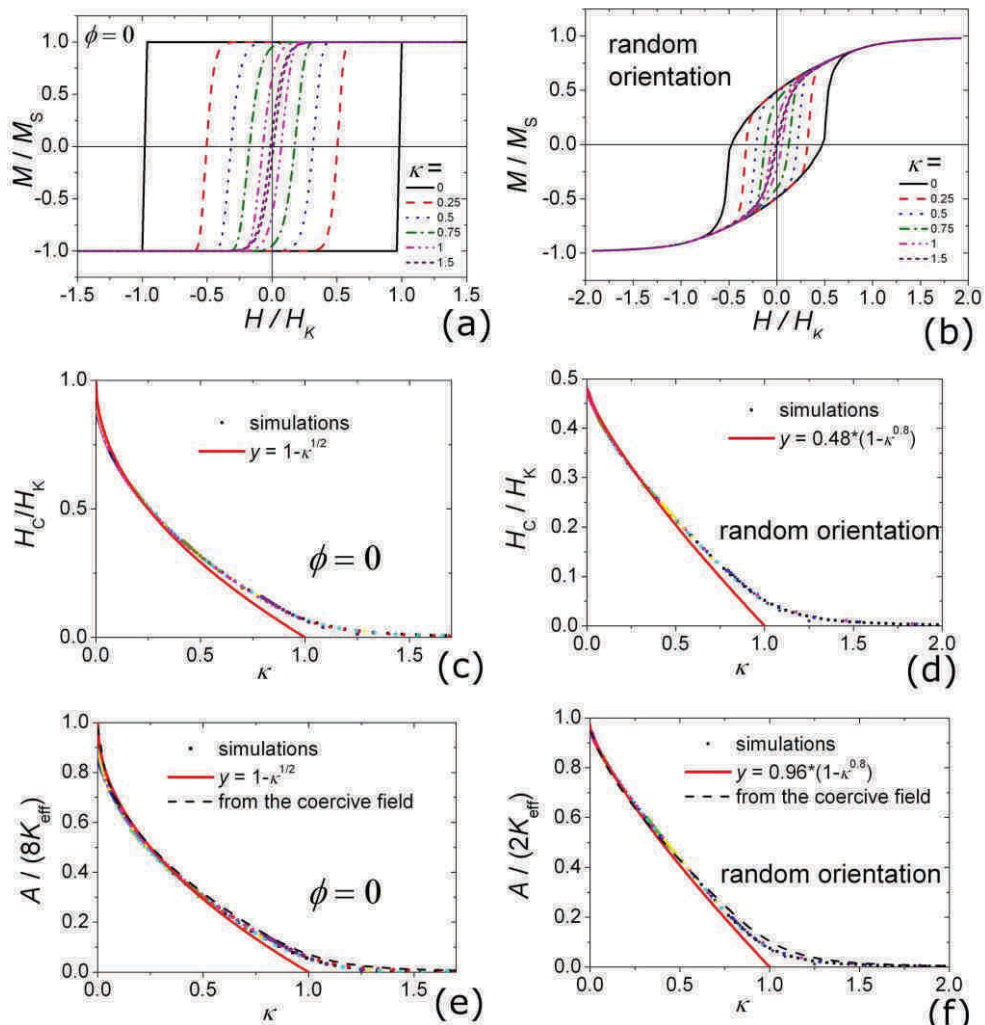 ϕ = 0
1.0
0.5
0.0
-0.5
-1.0
M / M_S
κ =
0
0.25
0.5
0.75
1
1.5
-1.5 -1.0 -0.5 0.0 0.5 1.0 1.5
H / H_K
(a)
random
orientation
1.0
0.5
0.0
-0.5
-1.0
M / M_S
κ =
0
0.25
0.5
0.75
1
1.5
-2.0 -1.5 -1.0 -0.5 0.0 0.5 1.0 1.5 2.0
H / H_K
(b)
1.0
0.5
0.0
H_C/H_K
simulations
y = 1-κ^{1/2}
ϕ = 0
0.0 0.5 1.0 1.5
κ
(c)
0.5
0.4
0.3
0.2
0.1
0.0
H_C / H_K
simulations
y = 0.48*(1-κ^{0.8})
random orientation
0.0 0.5 1.0 1.5 2.0
κ
(d)
1.0
0.8
0.6
0.4
0.2
0.0
A / (8K_eff)
simulations
y = 1-κ^{1/2}
from the coercive field
ϕ = 0
0.0 0.5 1.0 1.5
κ
(e)
1.0
0.8
0.6
0.4
0.2
0.0
A / (2K_eff)
simulations
y = 0.96*(1-κ^{0.8})
from the coercive field
random orientation
0.0 0.5 1.0 1.5 2.0
κ
(f)